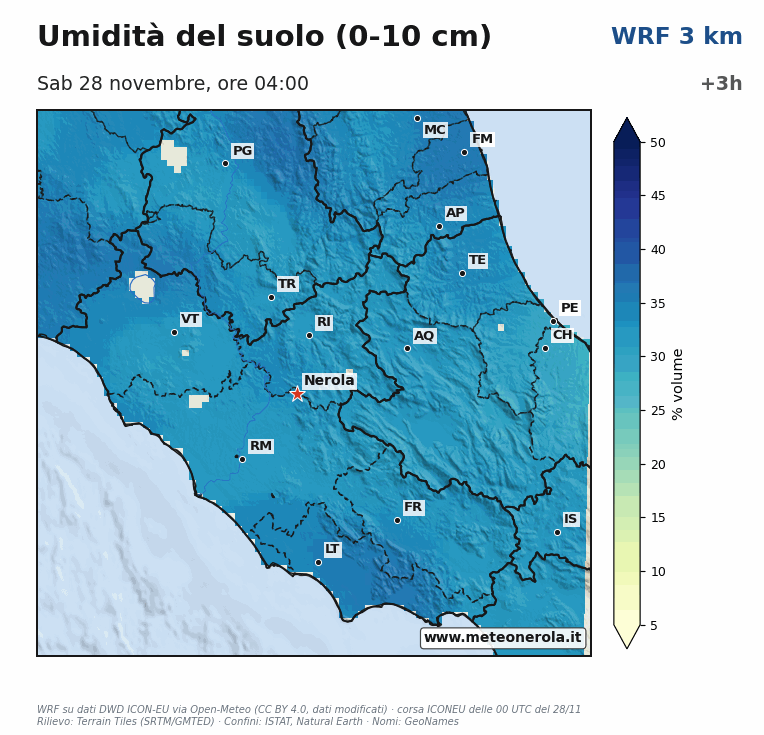 Umidità del suolo (0-10 cm)
WRF 3 km
Sab 28 novembre, ore 04:00
+3h
MC
FM
PG
AP
TE
TR
PE
VT
RI
AQ
CH
Nerola
RM
FR
IS
LT
www.meteonerola.it
50
45
40
35
30
25
20
15
10
5
% volume
WRF su dati DWD ICON-EU via Open-Meteo (CC BY 4.0, dati modificati) · corsa ICONEU delle 00 UTC del 28/11
Rilievo: Terrain Tiles (SRTM/GMTED) · Confini: ISTAT, Natural Earth · Nomi: GeoNames